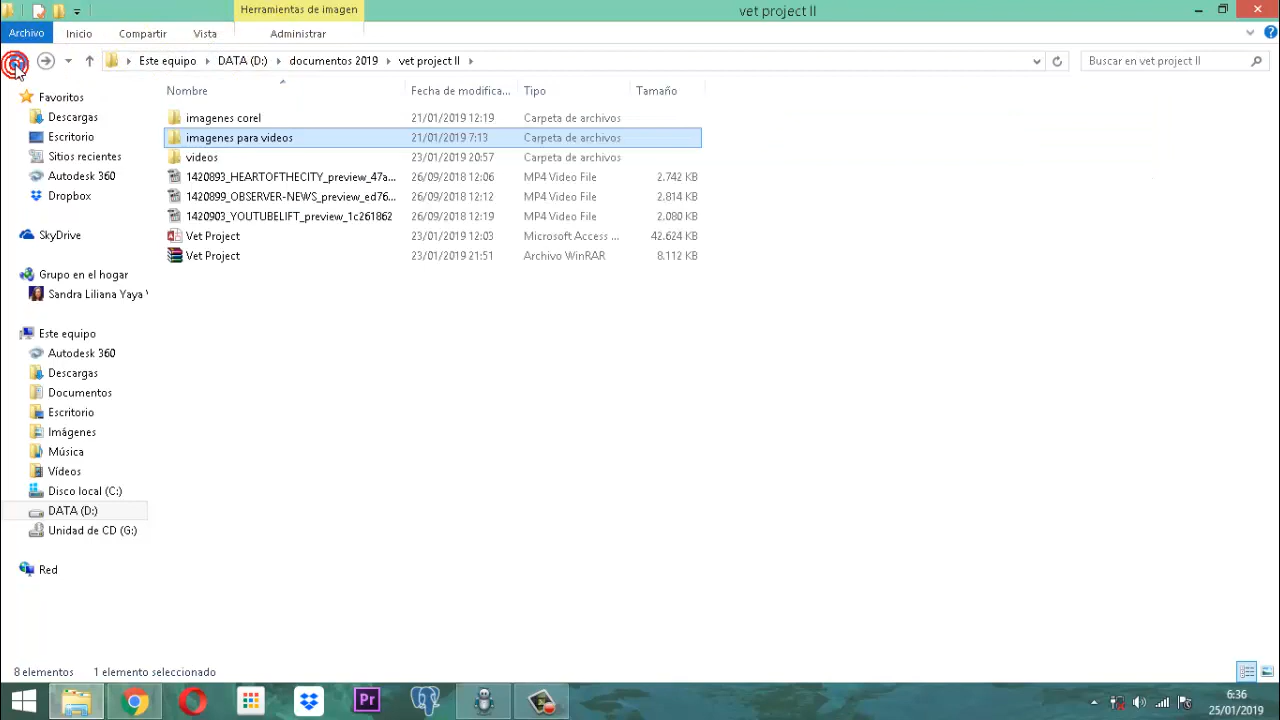 Herramientas de imagen
vet project II
Archivo Inicio Compartir Vista Administrar
Este equipo DATA (D:) documentos 2019 vet project II
Buscar en vet project II
Nombre Fecha de modifica... Tipo Tamaño
Favoritos
Descargas
Escritorio
Sitios recientes
Autodesk 360
Dropbox
SkyDrive
Grupo en el hogar
Sandra Liliana Yaya
Este equipo
Autodesk 360
Descargas
Documentos
Escritorio
Imágenes
Música
Vídeos
Disco local (C:)
DATA (D:)
Unidad de CD (G:)
Red
imagenes corel 21/01/2019 12:19 Carpeta de archivos
imagenes para videos 21/01/2019 7:13 Carpeta de archivos
videos 23/01/2019 20:57 Carpeta de archivos
1420893_HEARTOFTHECITY_preview_47a... 26/09/2018 12:06 MP4 Video File 2.742 KB
1420899_OBSERVER-NEWS_preview_ed76... 26/09/2018 12:12 MP4 Video File 2.814 KB
1420903_YOUTUBELIFT_preview_1c261862 26/09/2018 12:19 MP4 Video File 2.080 KB
Vet Project 23/01/2019 12:03 Microsoft Access ... 42.624 KB
Vet Project 23/01/2019 21:51 Archivo WinRAR 8.112 KB
8 elementos 1 elemento seleccionado
Pr
6:36
25/01/2019